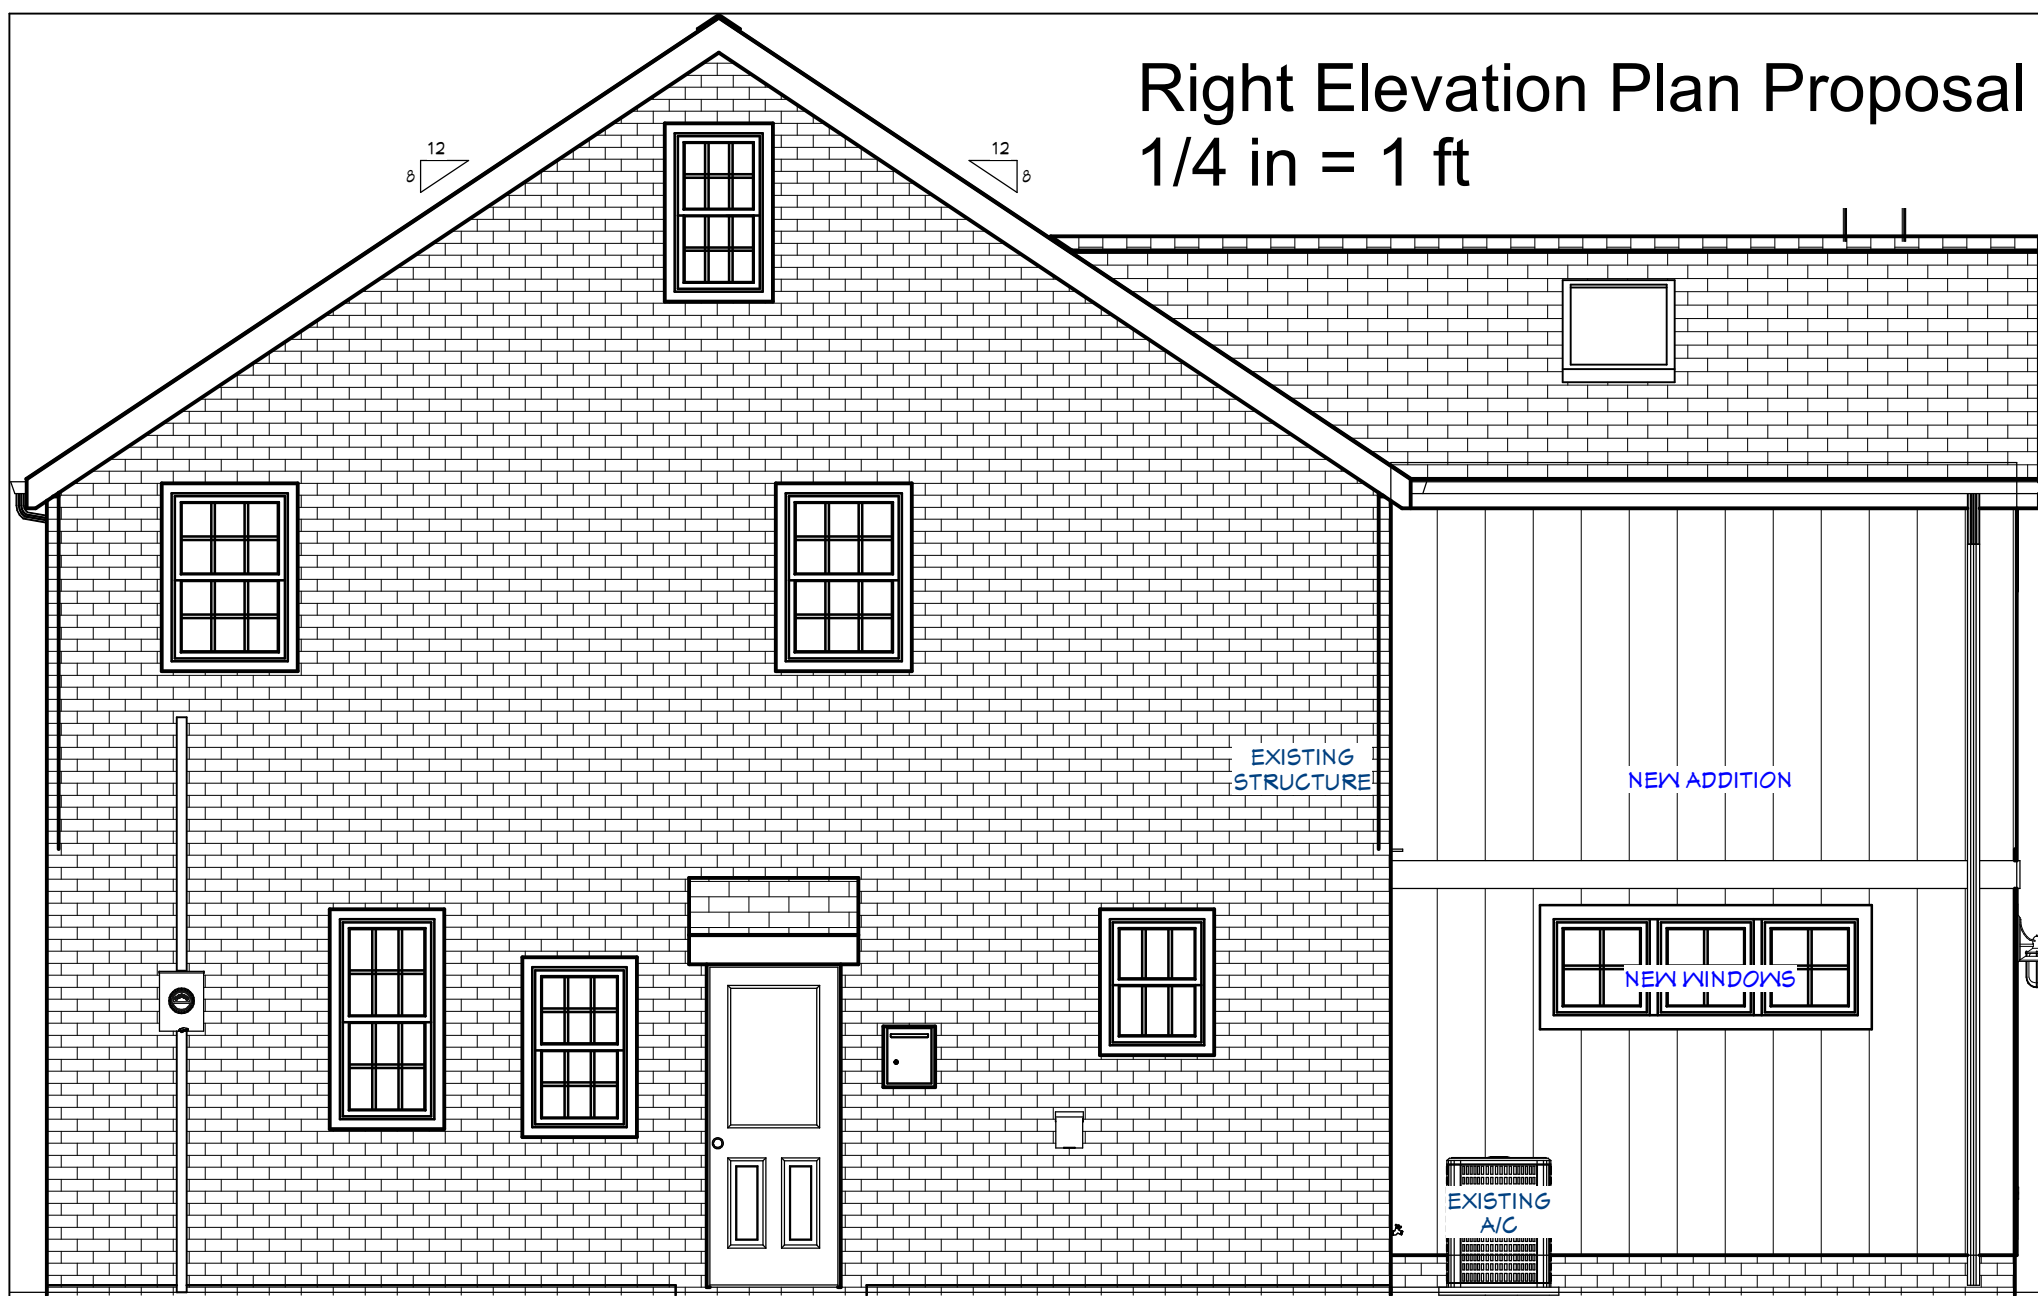 Right Elevation Plan Proposal
1/4 in = 1 ft
12
8
12
8
EXISTING
STRUCTURE
NEW ADDITION
NEW WINDOWS
EXISTING
A/C